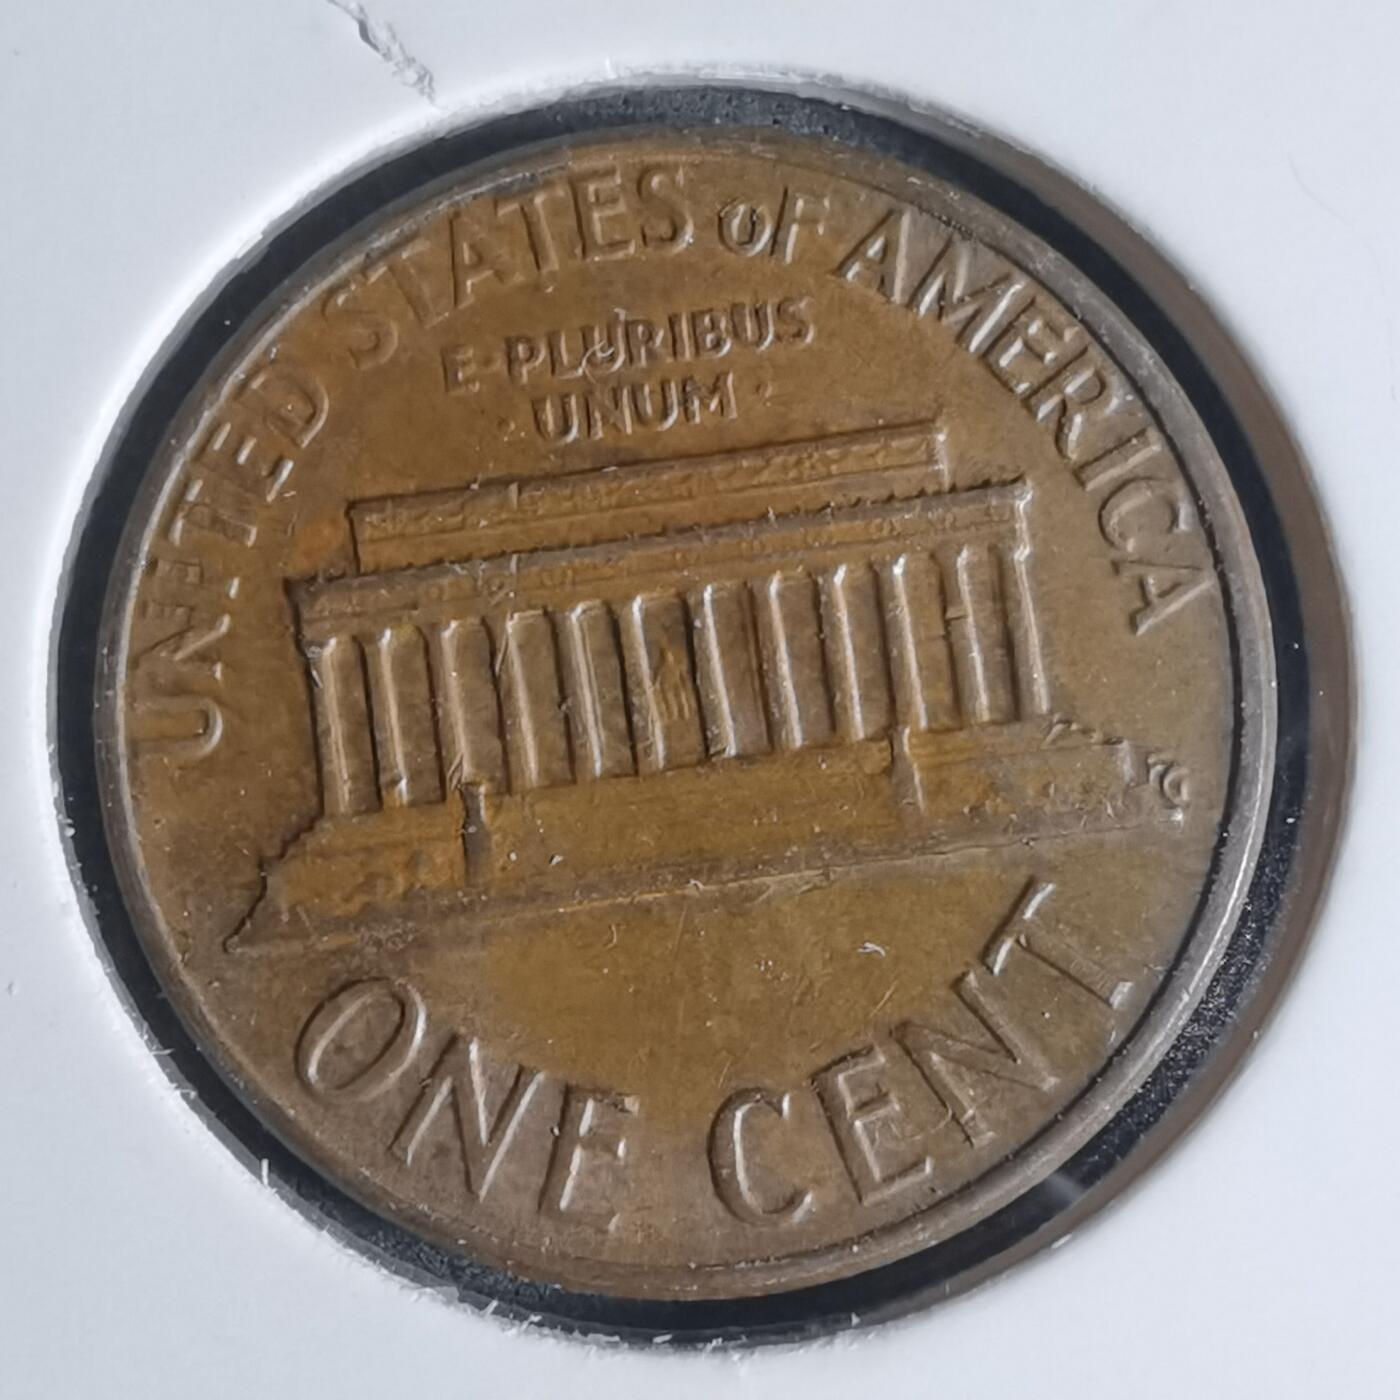 UNITED STATES oF AMERICA
E·PLURIBUS
·UNUM·
ONE CENT